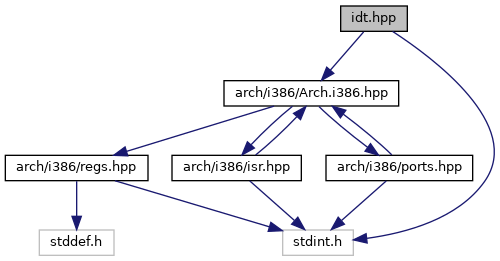 idt.hpp
arch/i386/Arch.i386.hpp
arch/i386/regs.hpp
arch/i386/isr.hpp
arch/i386/ports.hpp
stddef.h
stdint.h